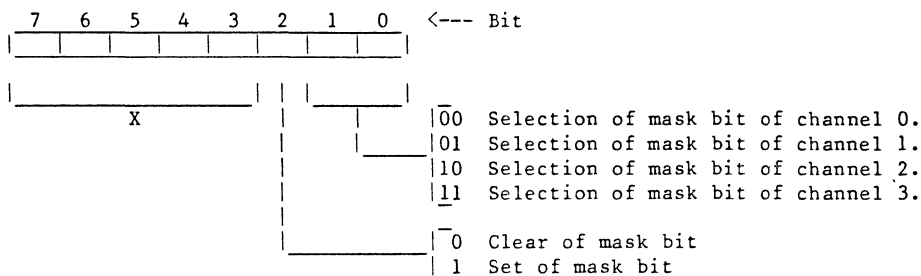 7 6 5 4 3 2 1 0 <--- Bit
X
00 Selection of mask bit of channel 0.
01 Selection of mask bit of channel 1.
10 Selection of mask bit of channel 2.
11 Selection of mask bit of channel 3.
0 Clear of mask bit
1 Set of mask bit